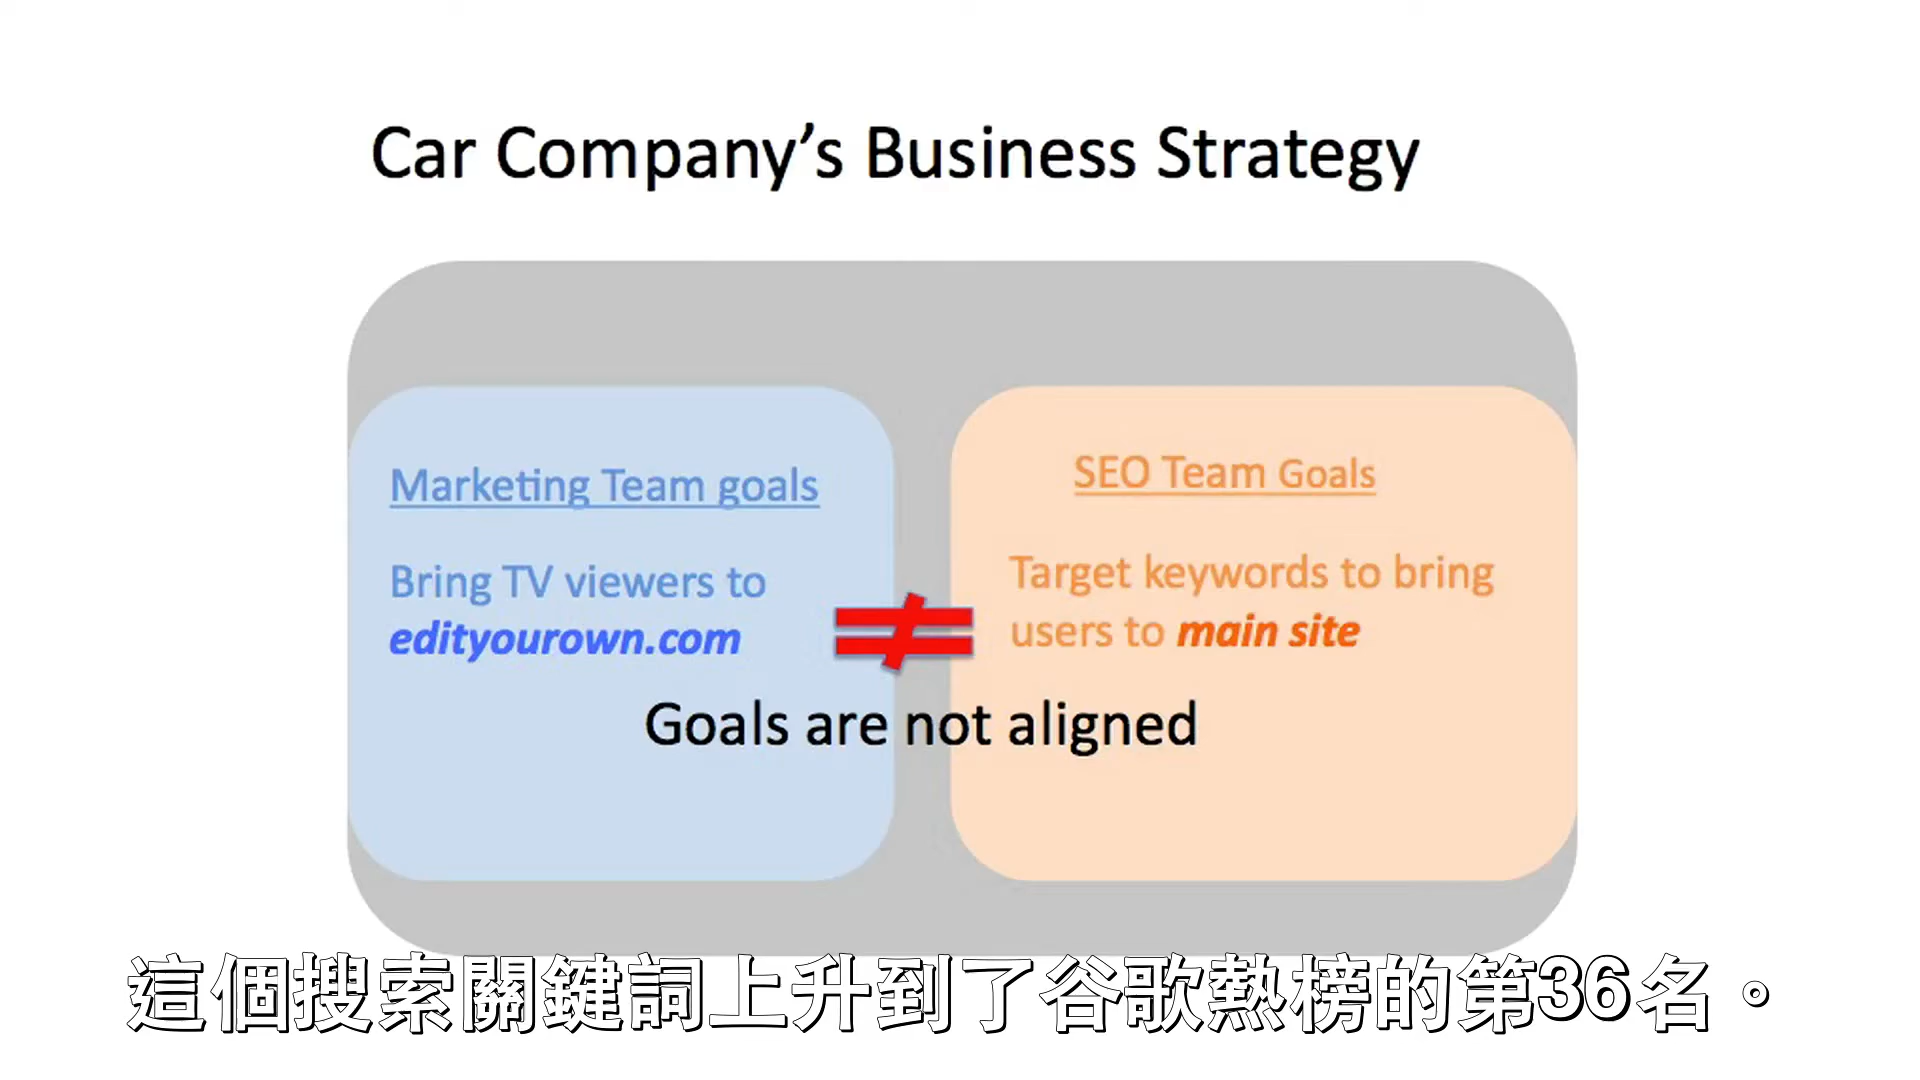 Car Company’s Business Strategy
Marketing Team goals
Bring TV viewers to
edityourown.com
SEO Team Goals
Target keywords to bring
users to main site
≠
Goals are not aligned
這個搜索關鍵詞上升到了谷歌熱榜的第36名。